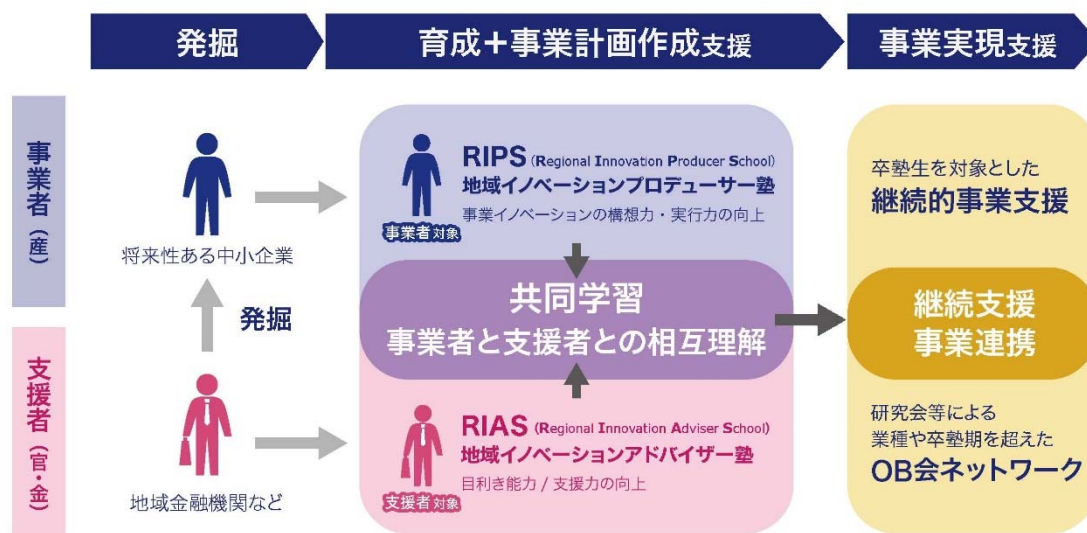 発掘
育成+事業計画作成支援
事業実現支援
事業者(産)
将来性ある中小企業
発掘
支援者(官・金)
地域金融機関など
事業者対象
RIPS (Regional Innovation Producer School)
地域イノベーションプロデューサー塾
事業イノベーションの構想力・実行力の向上
共同学習
事業者と支援者との相互理解
支援者対象
RIAS (Regional Innovation Adviser School)
地域イノベーションアドバイザー塾
目利き能力 / 支援力の向上
卒塾生を対象とした
継続的事業支援
継続支援
事業連携
研究会等による
業種や卒塾期を超えた
OB会ネットワーク